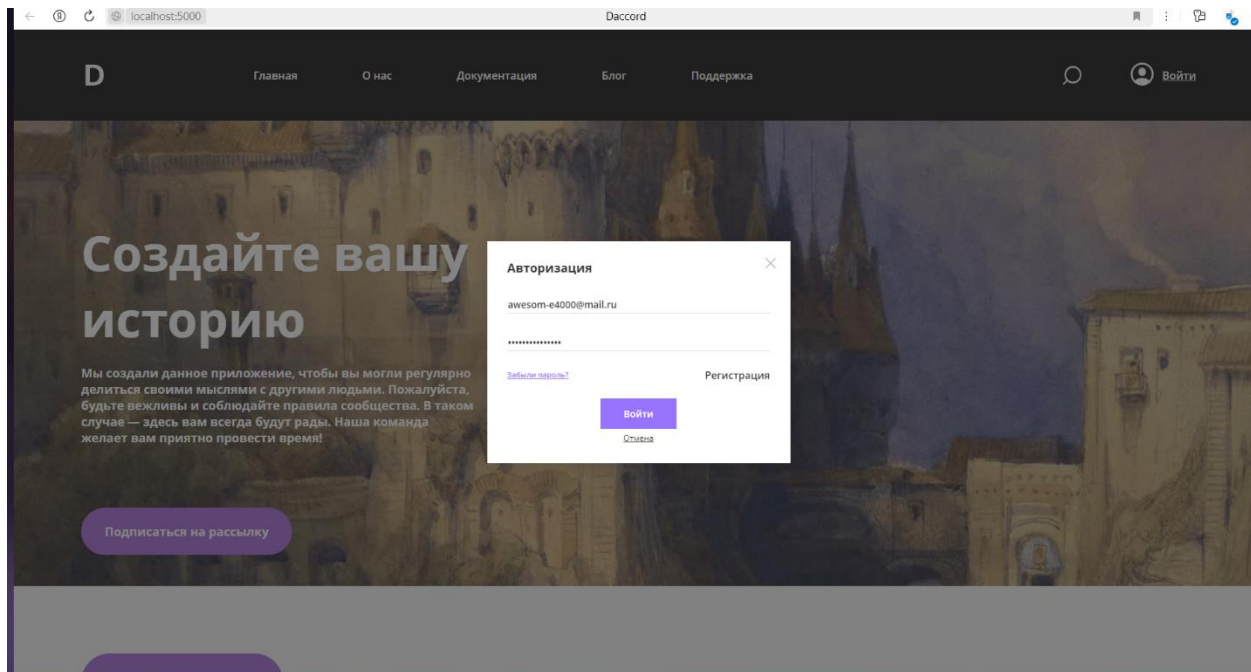 localhost:5000
Daccord
D
Главная
О нас
Документация
Блог
Поддержка
Войти
Создайте вашу
историю
Мы создали данное приложение, чтобы вы могли регулярно
делиться своими мыслями с другими людьми. Пожалуйста,
будьте вежливы и соблюдайте правила сообщества. В таком
случае — здесь вам всегда будут рады. Наша команда
желает вам приятно провести время!
Подписаться на рассылку
Авторизация
awesom-e4000@mail.ru
•••••••••••••••
Забыли пароль?
Регистрация
Войти
Отмена